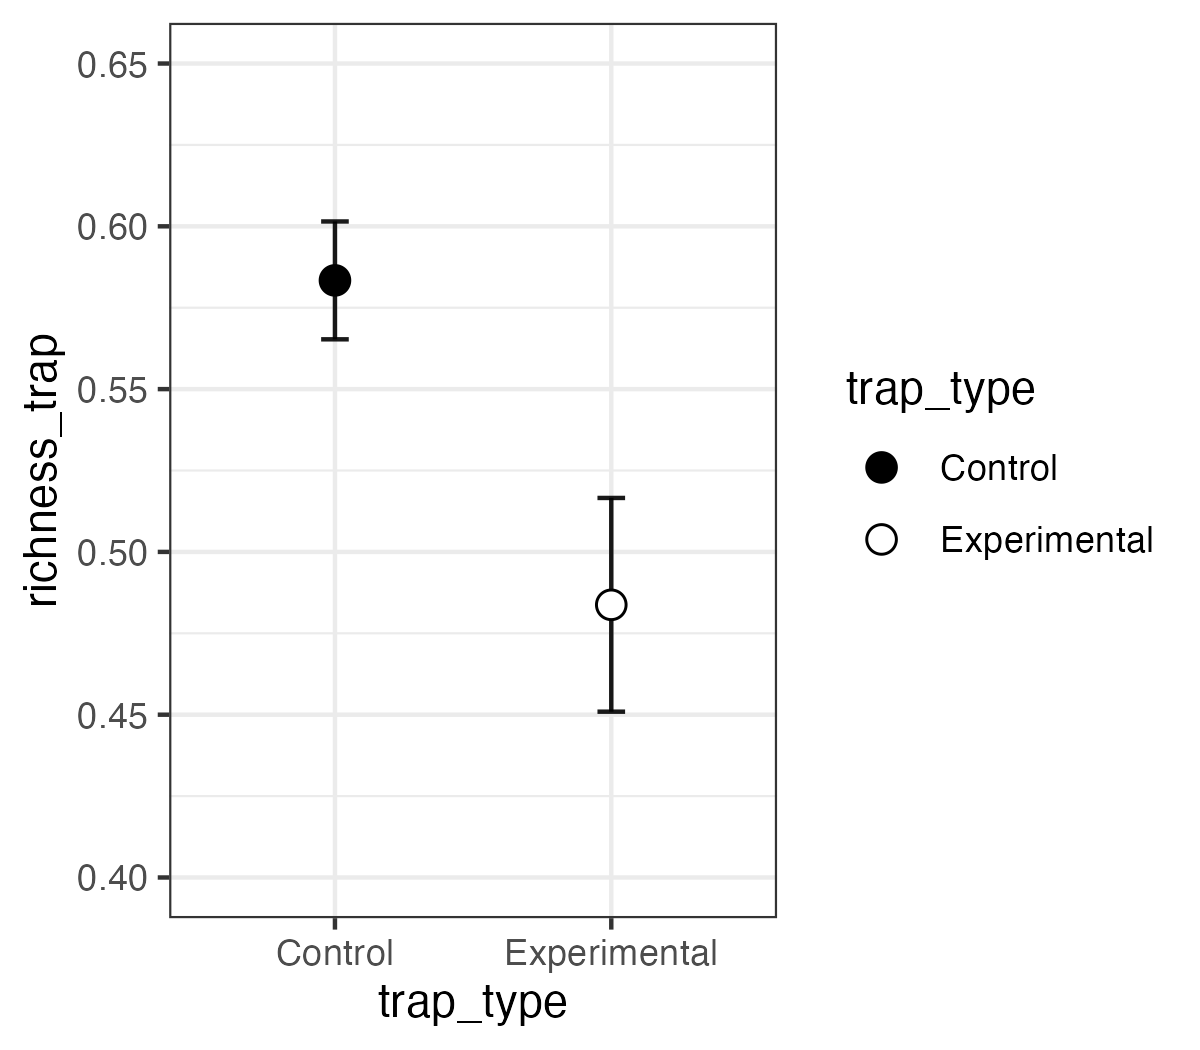 richness_trap
0.65
0.60
0.55
0.50
0.45
0.40
Control
Experimental
trap_type
trap_type
Control
Experimental